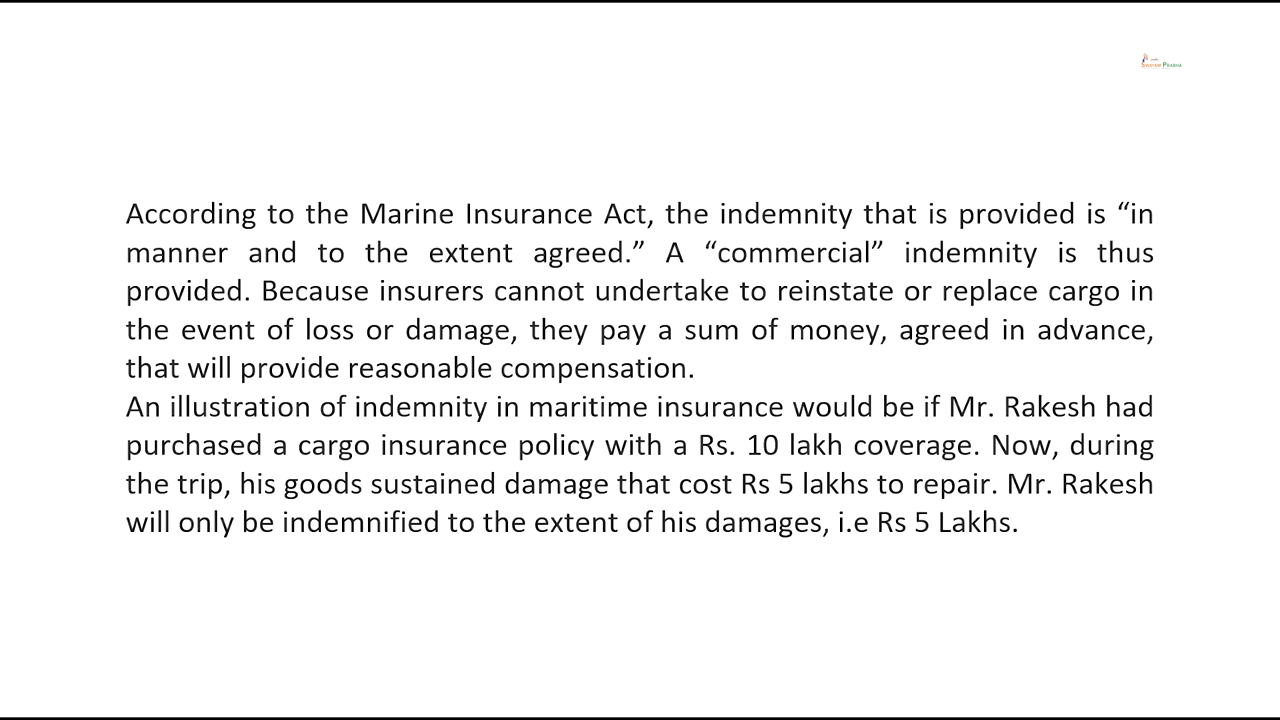 SWAYAM PRABHA
According to the Marine Insurance Act, the indemnity that is provided is “in
manner and to the extent agreed.” A “commercial” indemnity is thus
provided. Because insurers cannot undertake to reinstate or replace cargo in
the event of loss or damage, they pay a sum of money, agreed in advance,
that will provide reasonable compensation.
An illustration of indemnity in maritime insurance would be if Mr. Rakesh had
purchased a cargo insurance policy with a Rs. 10 lakh coverage. Now, during
the trip, his goods sustained damage that cost Rs 5 lakhs to repair. Mr. Rakesh
will only be indemnified to the extent of his damages, i.e Rs 5 Lakhs.